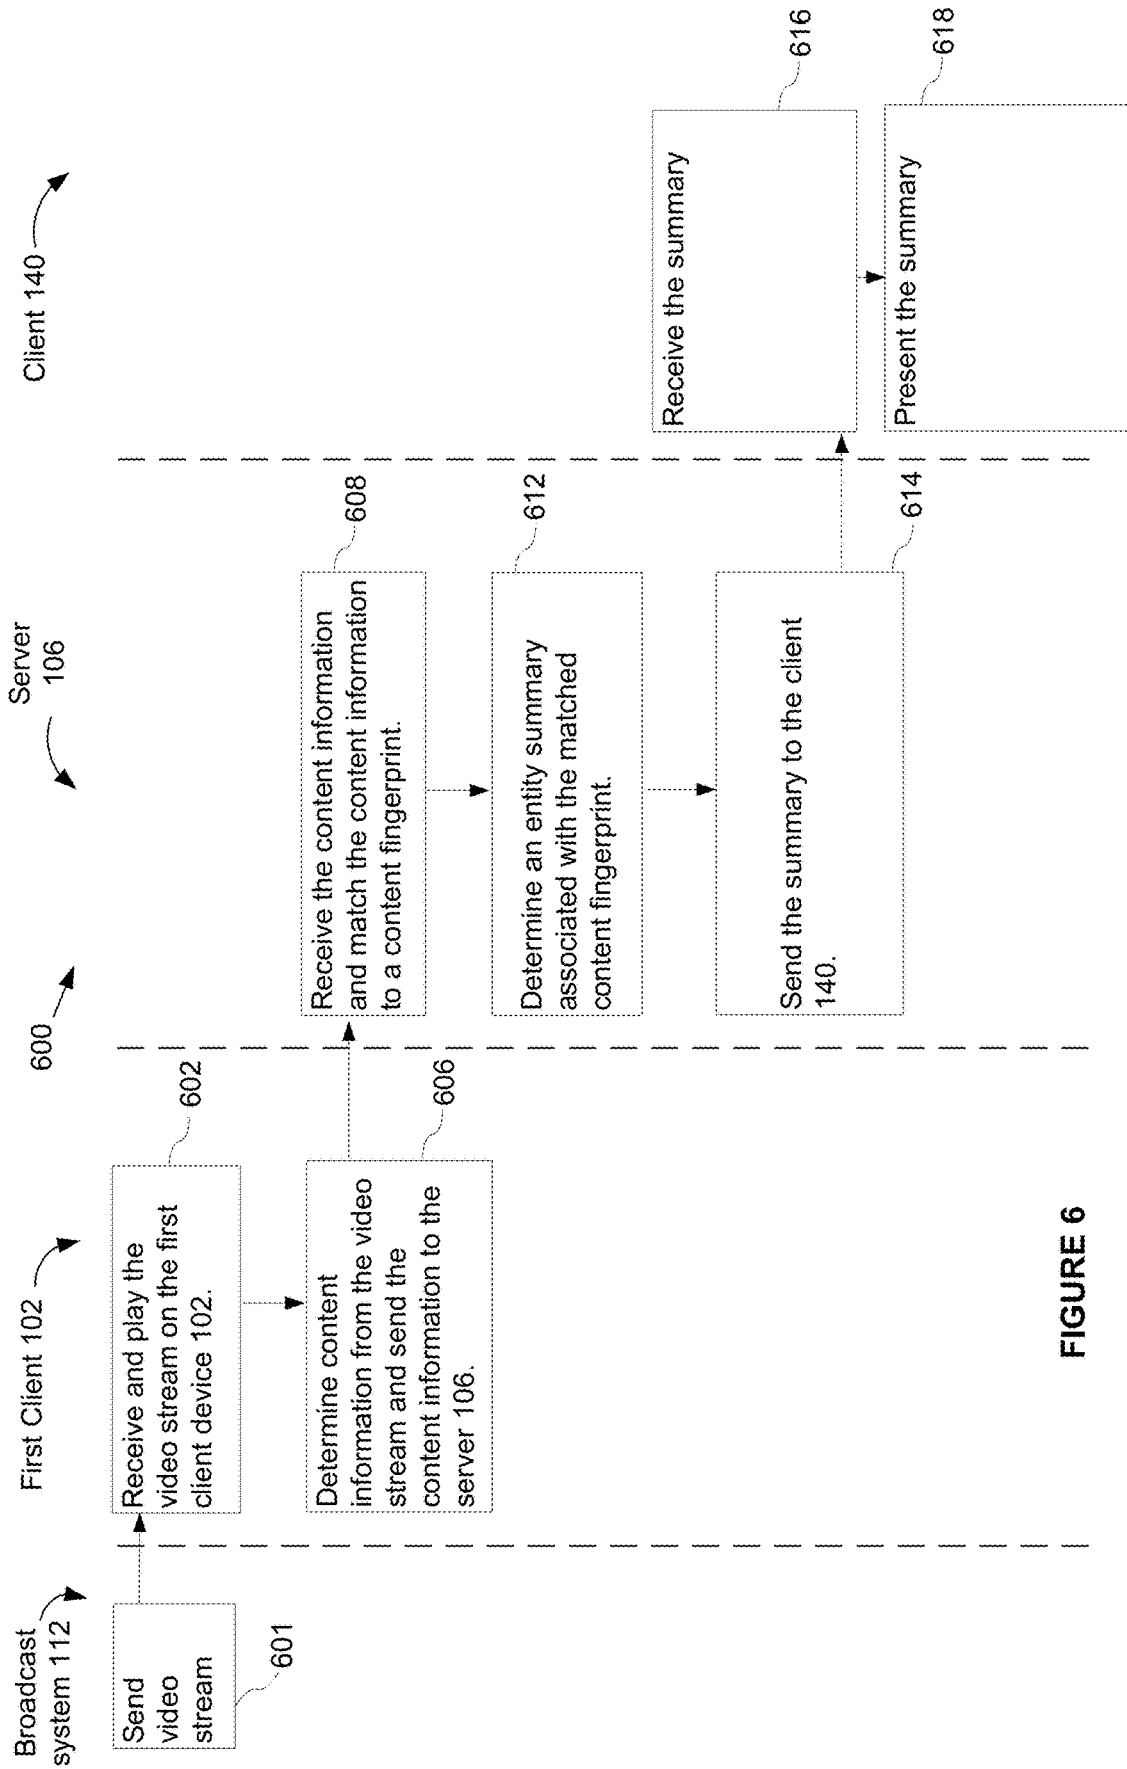 Broadcast
system 112
First Client 102
600
Server
106
Client 140
Send
video
stream
601
Receive and play the
video stream on the first
client device 102.
602
Determine content
information from the video
stream and send the
content information to the
server 106.
606
Receive the content information
and match the content information
to a content fingerprint.
608
Determine an entity summary
associated with the matched
content fingerprint.
612
Send the summary to the client
140.
614
Receive the summary
616
Present the summary
618
FIGURE 6